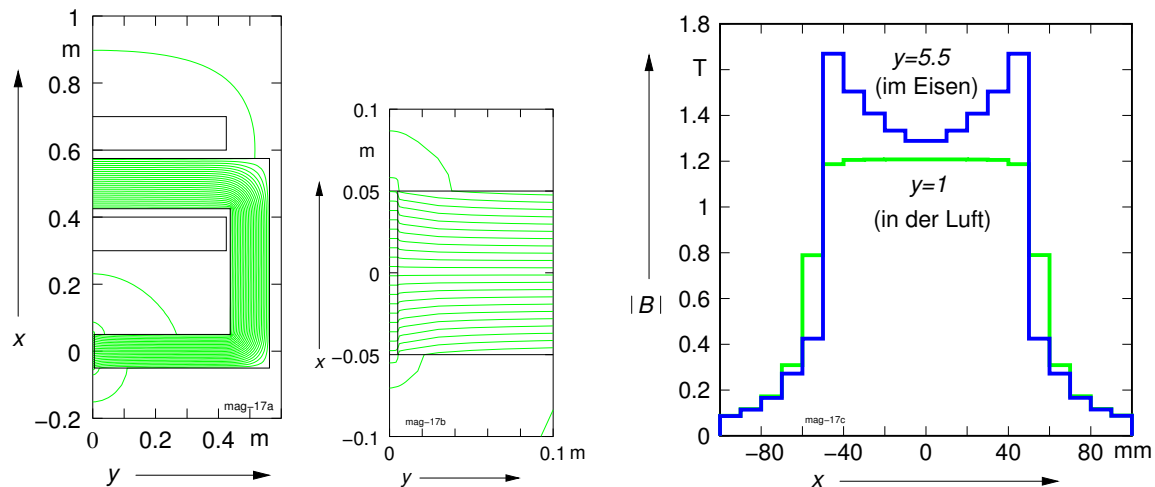 1
m
0.8
0.6
0.4
0.2
0
−0.2
x
mag−17a
0
0.2
0.4
m
y
0.1
m
0.05
0
−0.05
−0.1
x
mag−17b
0
0.1 m
y
1.8
T
1.4
1.2
1
0.8
0.6
0.4
0.2
0
|B|
y=5.5
(im Eisen)
y=1
(in der Luft)
mag−17c
−80
−40
0
40
80
mm
x